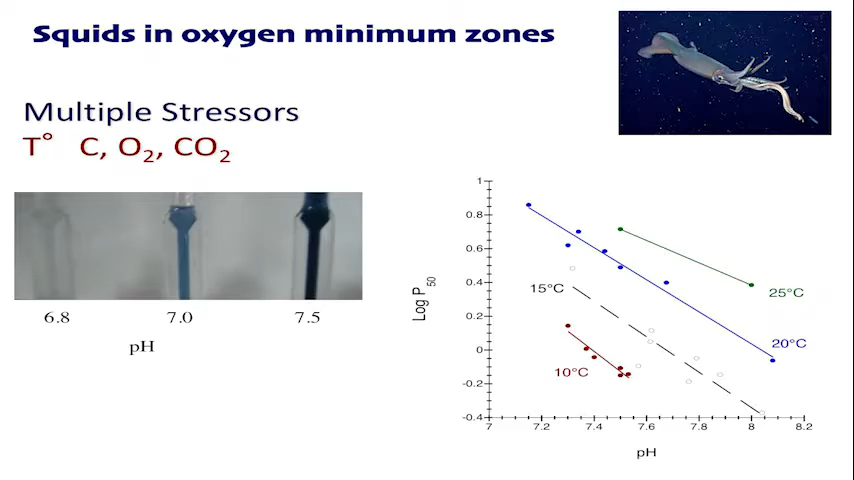 Squids in oxygen minimum zones
Multiple Stressors
T° C, O₂, CO₂
6.8 7.0 7.5
pH
1
0.8
0.6
0.4
0.2
0
-0.2
-0.4
Log P₅₀
25°C
15°C
20°C
10°C
7 7.2 7.4 7.6 7.8 8 8.2
pH